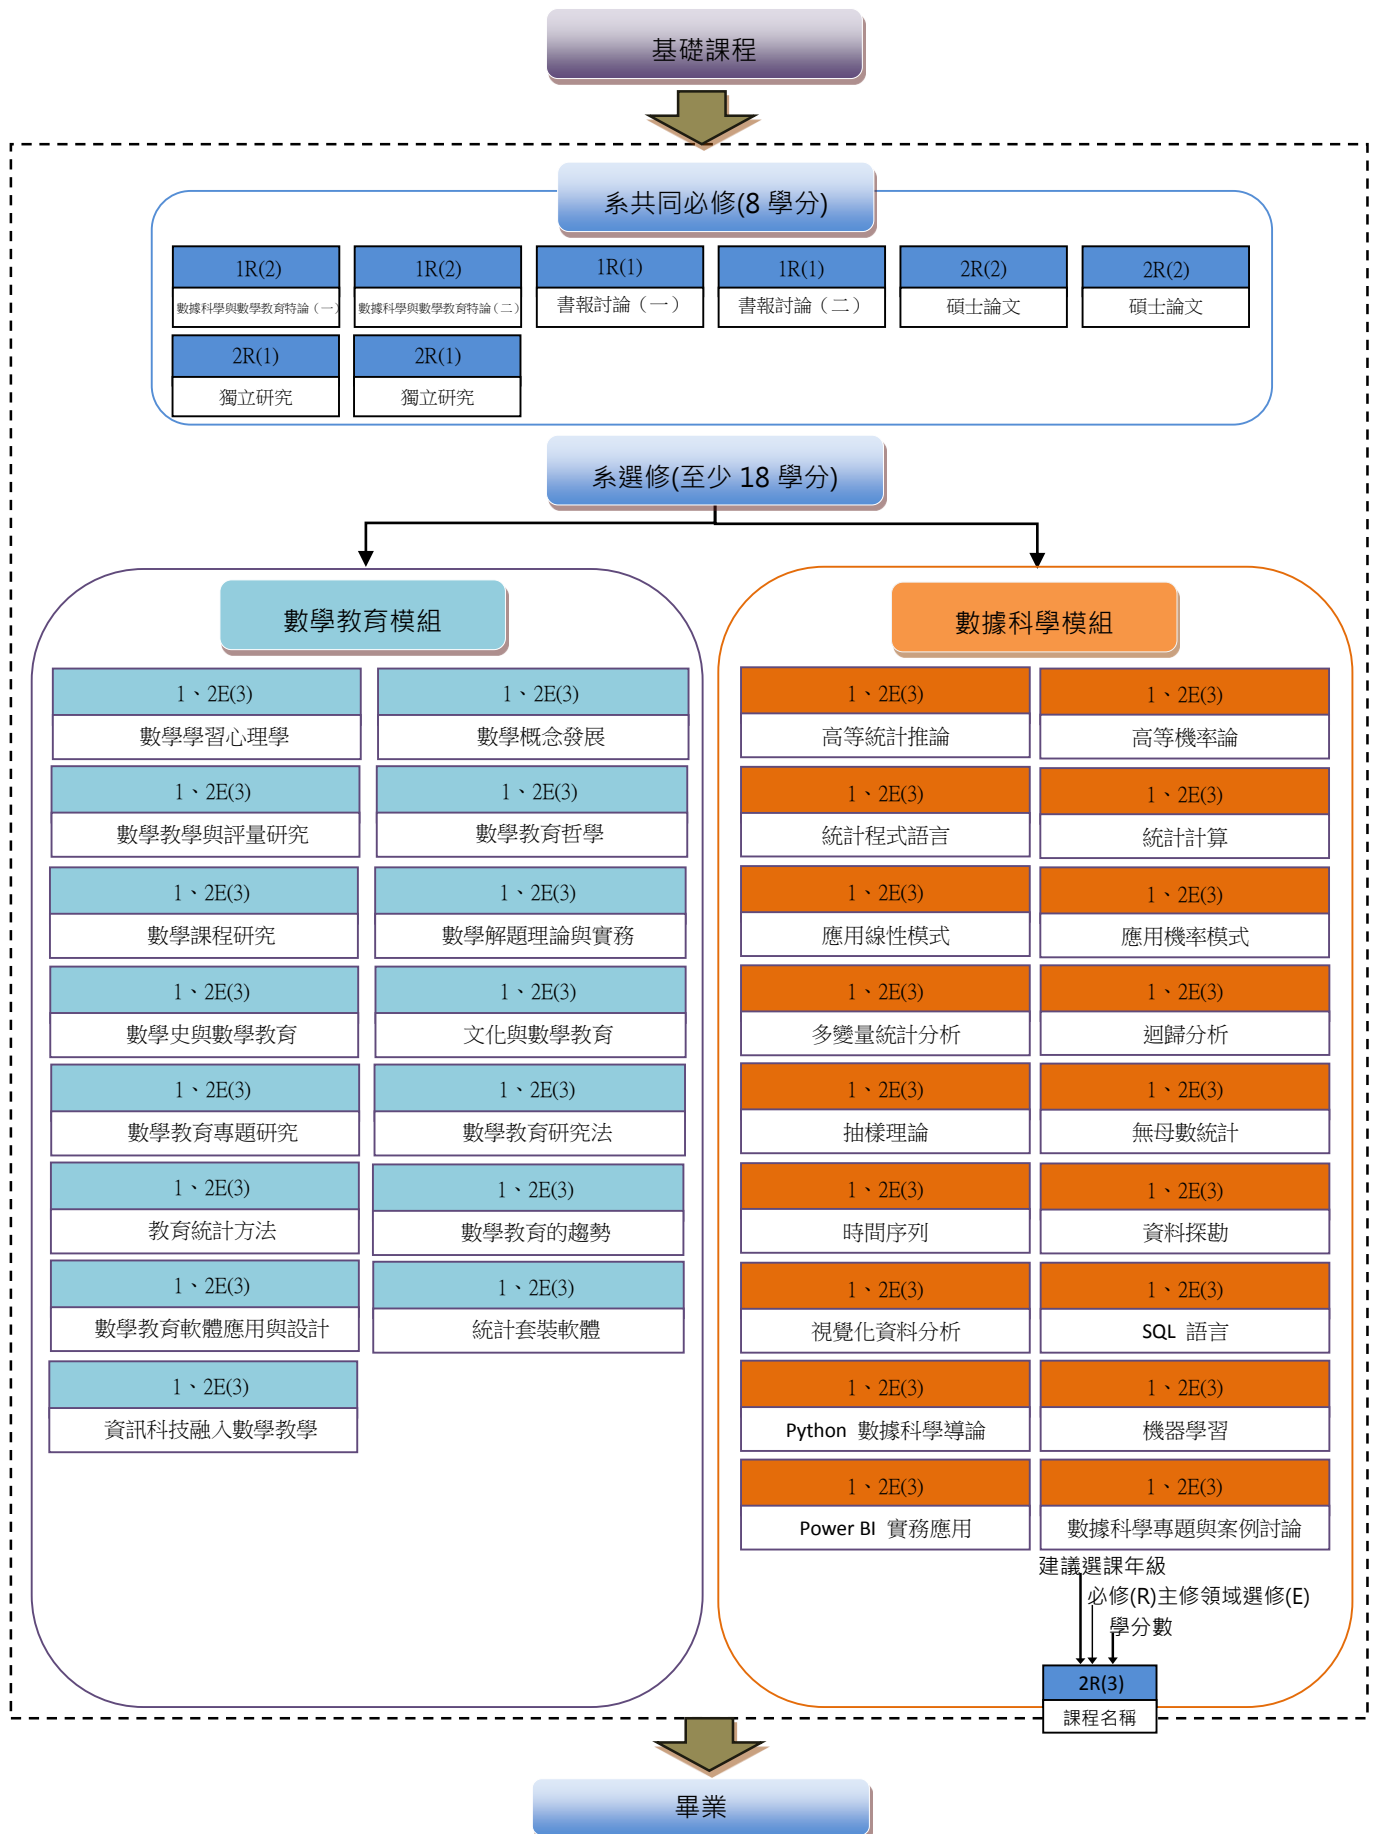 基礎課程
系共同必修(8 學分)
1R(2)
數據科學與數學教育特論（一）
1R(2)
數據科學與數學教育特論（二）
1R(1)
書報討論（一）
1R(1)
書報討論（二）
2R(2)
碩士論文
2R(2)
碩士論文
2R(1)
獨立研究
2R(1)
獨立研究
系選修(至少 18 學分)
數學教育模組
1、2E(3)
數學學習心理學
1、2E(3)
數學概念發展
1、2E(3)
數學教學與評量研究
1、2E(3)
數學教育哲學
1、2E(3)
數學課程研究
1、2E(3)
數學解題理論與實務
1、2E(3)
數學史與數學教育
1、2E(3)
文化與數學教育
1、2E(3)
數學教育專題研究
1、2E(3)
數學教育研究法
1、2E(3)
教育統計方法
1、2E(3)
數學教育的趨勢
1、2E(3)
數學教育軟體應用與設計
1、2E(3)
統計套裝軟體
1、2E(3)
資訊科技融入數學教學
數據科學模組
1、2E(3)
高等統計推論
1、2E(3)
高等機率論
1、2E(3)
統計程式語言
1、2E(3)
統計計算
1、2E(3)
應用線性模式
1、2E(3)
應用機率模式
1、2E(3)
多變量統計分析
1、2E(3)
迴歸分析
1、2E(3)
抽樣理論
1、2E(3)
無母數統計
1、2E(3)
時間序列
1、2E(3)
資料探勘
1、2E(3)
視覺化資料分析
1、2E(3)
SQL 語言
1、2E(3)
Python 數據科學導論
1、2E(3)
機器學習
1、2E(3)
Power BI 實務應用
1、2E(3)
數據科學專題與案例討論
建議選課年級
必修(R)主修領域選修(E)
學分數
2R(3)
課程名稱
畢業